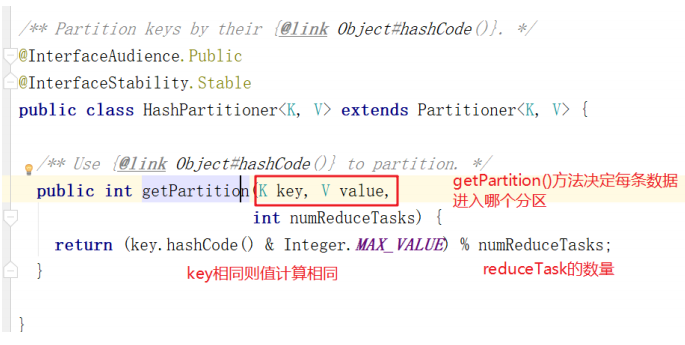 /** Partition keys by their {@link Object#hashCode()}. */
@InterfaceAudience.Public
@InterfaceStability.Stable
public class HashPartitioner<K, V> extends Partitioner<K, V> {
/** Use {@link Object#hashCode()} to partition. */
public int getPartition(K key, V value,
getPartition()方法决定每条数据
进入哪个分区
int numReduceTasks) {
return (key.hashCode() & Integer.MAX_VALUE) % numReduceTasks;
}
key相同则值计算相同
reduceTask的数量
}